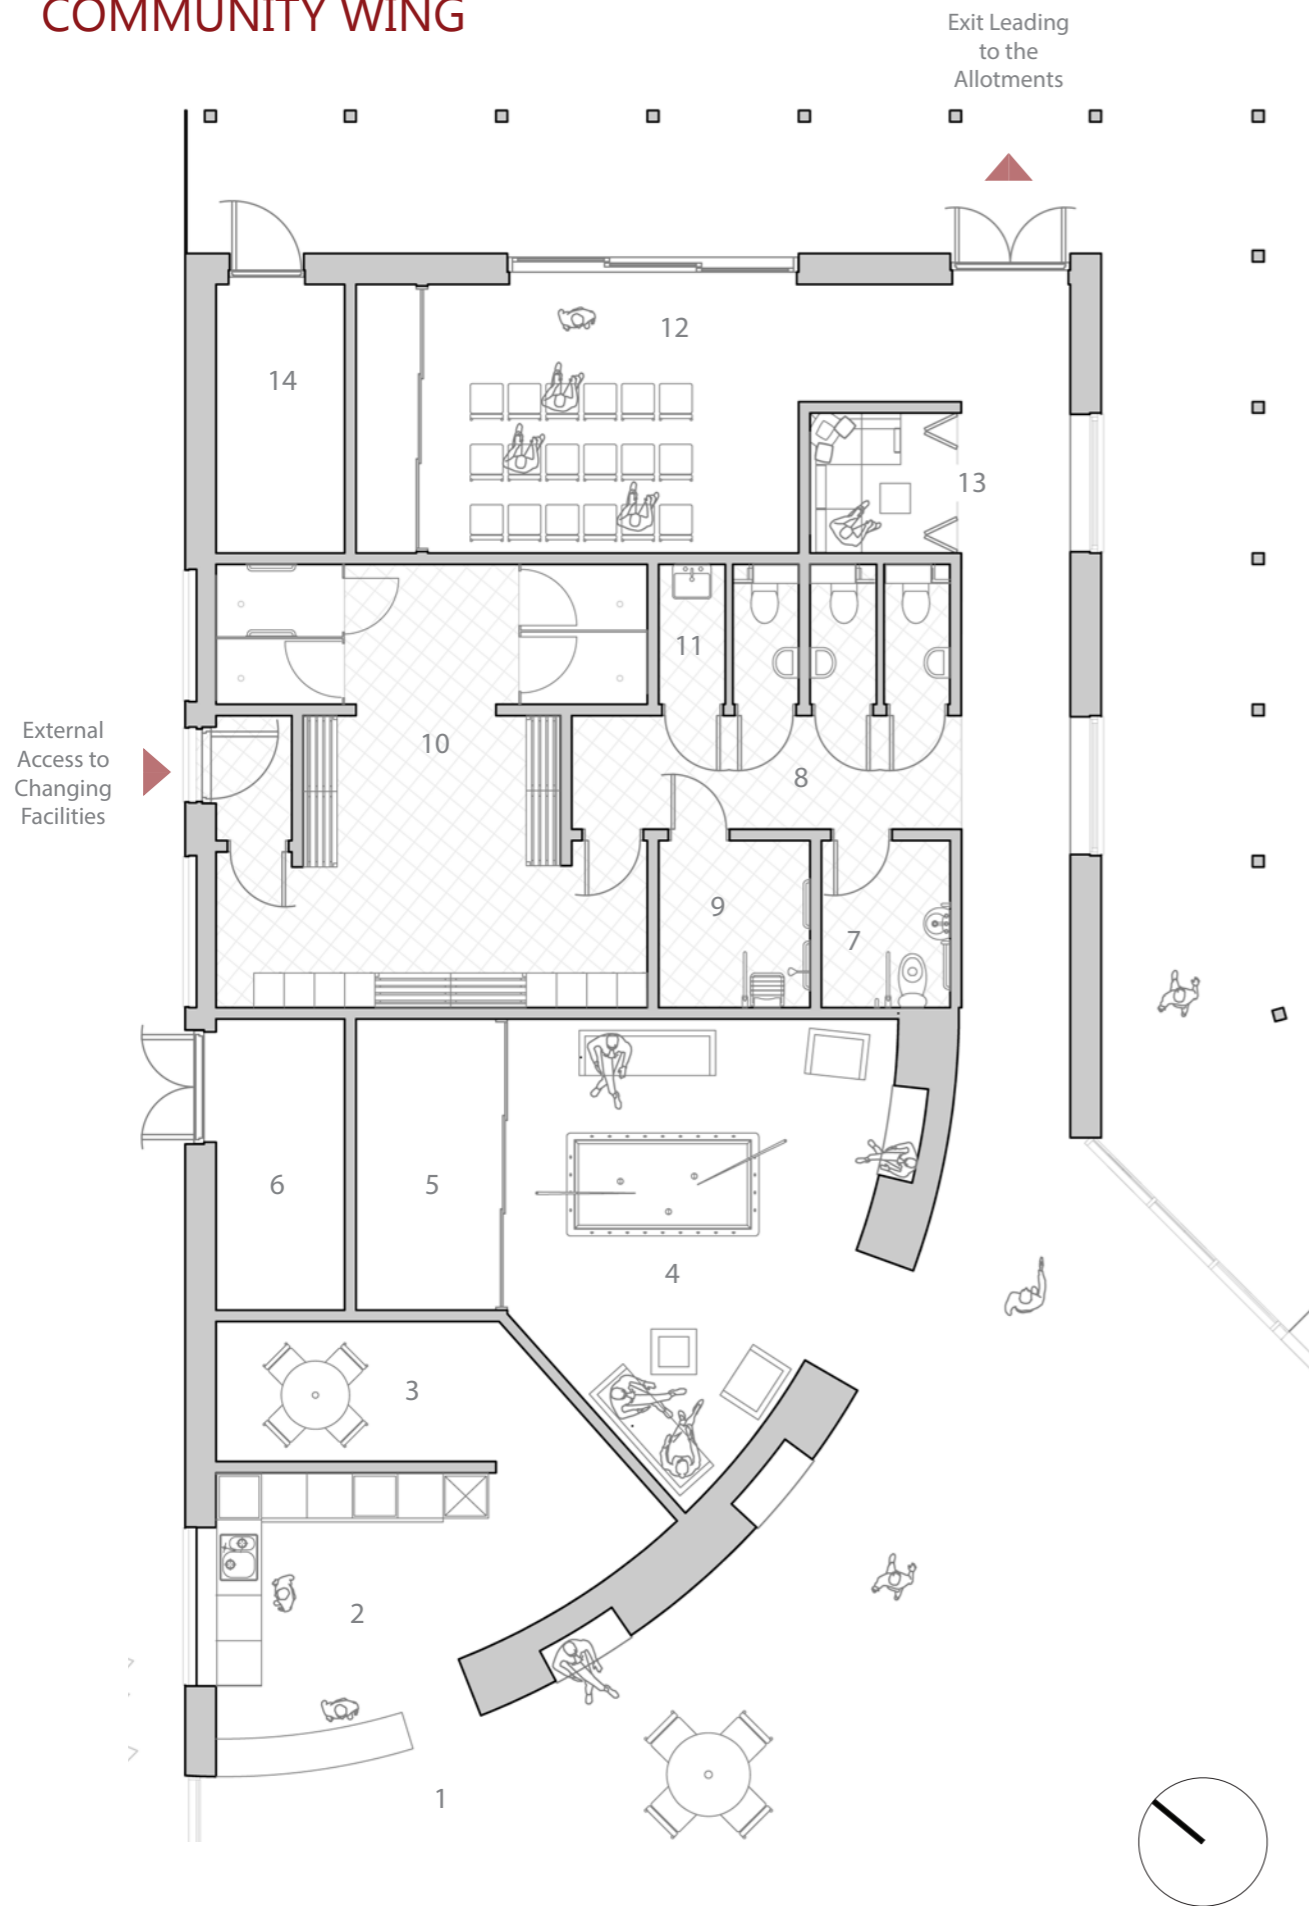 COMMUNITY WING
Exit Leading
to the
Allotments
12
14
13
11
External
Access to
Changing
Facilities
10
8
9
7
6
5
4
3
2
1